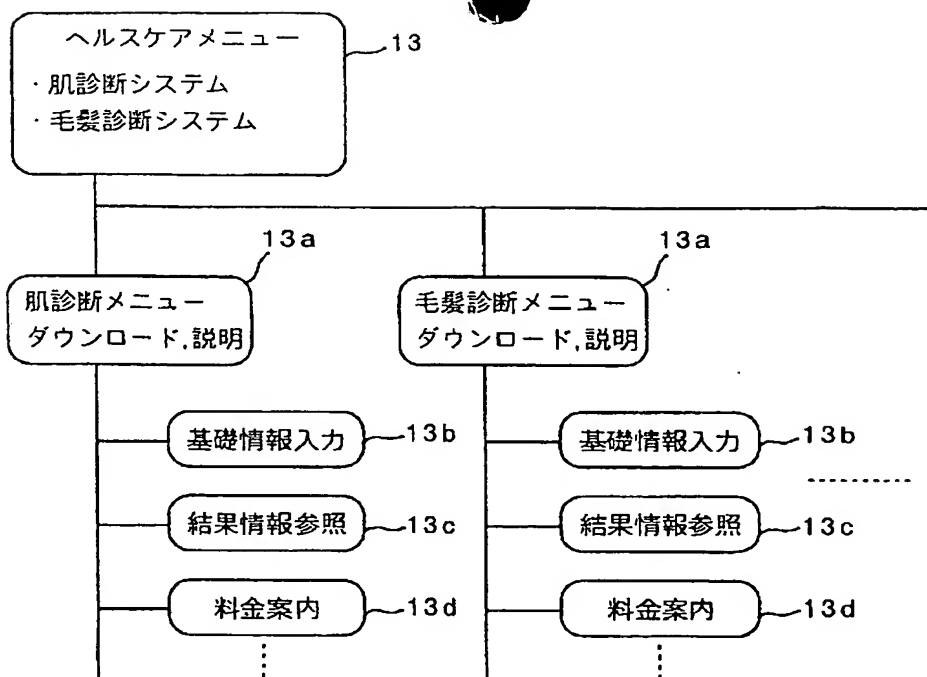 ヘルスケアメニュー
・肌診断システム
・毛髪診断システム
13
13a
13a
肌診断メニュー
ダウンロード,説明
毛髪診断メニュー
ダウンロード,説明
基礎情報入力
13b
基礎情報入力
13b
結果情報参照
13c
結果情報参照
13c
料金案内
13d
料金案内
13d